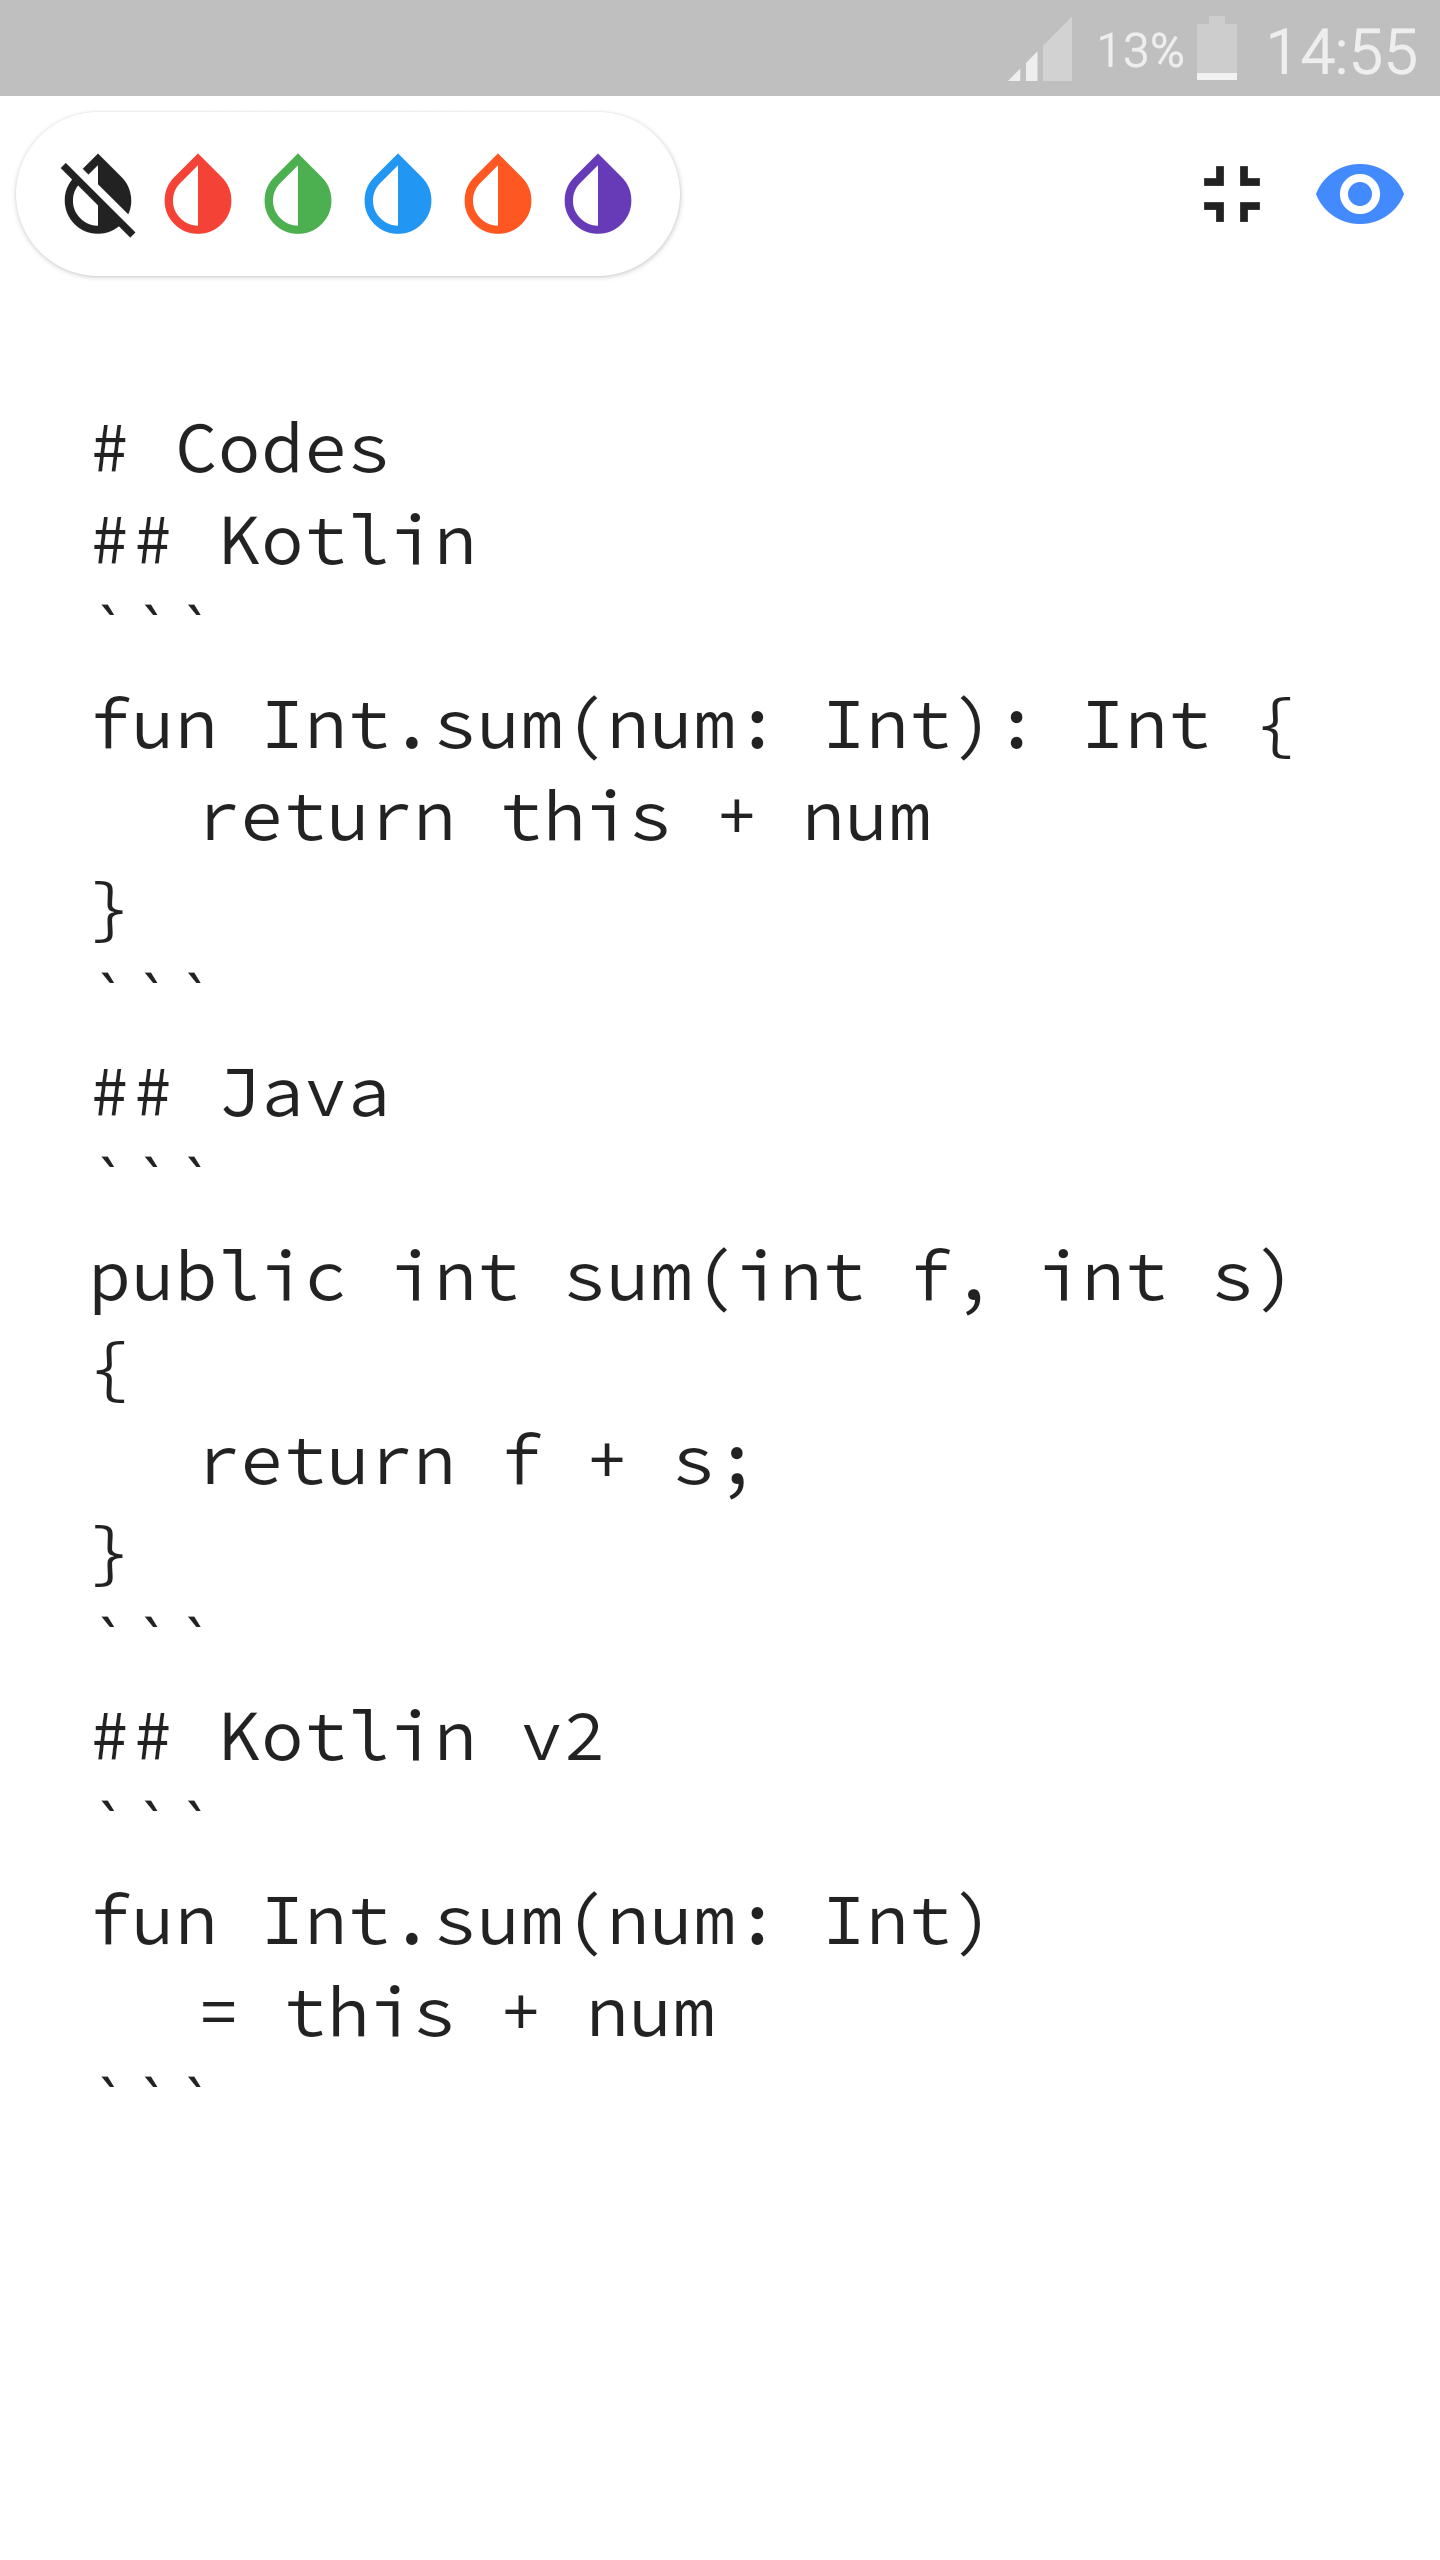 13% 14:55
# Codes
## Kotlin
```
fun Int.sum(num: Int): Int {
   return this + num
}
```
## Java
```
public int sum(int f, int s)
{
   return f + s;
}
```
## Kotlin v2
```
fun Int.sum(num: Int)
   = this + num
```